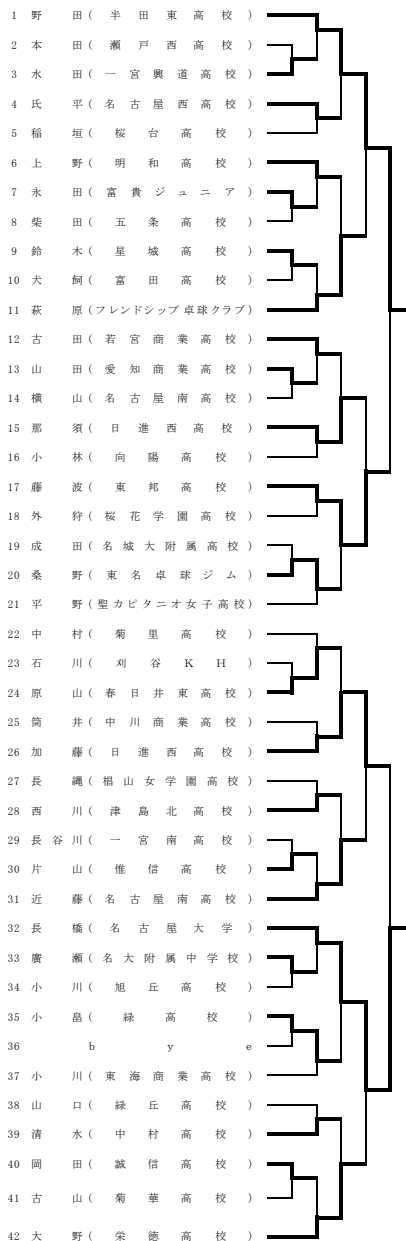 1 野田(半田東高校)
2 本田(瀬戸西高校)
3 水田(一宮興道高校)
4 氏平(名古屋西高校)
5 稲垣(桜台高校)
6 上野(明和高校)
7 永田(富貴ジュニア)
8 柴田(五条高校)
9 鈴木(星城高校)
10 犬飼(富田高校)
11 萩原(フレンドシップ卓球クラブ)
12 古田(若宮商業高校)
13 山田(愛知商業高校)
14 横山(名古屋南高校)
15 那須(日進西高校)
16 小林(向陽高校)
17 藤波(東邦高校)
18 外狩(桜花学園高校)
19 成田(名城大附属高校)
20 桑野(東名卓球ジム)
21 平野(聖カピタニオ女子高校)
22 中村(菊里高校)
23 石川(刈谷KH)
24 原山(春日井東高校)
25 筒井(中川商業高校)
26 加藤(日進西高校)
27 長縄(椙山女学園高校)
28 西川(津島北高校)
29 長谷川(一宮南高校)
30 片山(惟信高校)
31 近藤(名古屋南高校)
32 長橋(名古屋大学)
33 廣瀬(名大附属中学校)
34 小川(旭丘高校)
35 小畠(緑高校)
36 bye
37 小川(東海商業高校)
38 山口(緑丘高校)
39 清水(中村高校)
40 岡田(誠信高校)
41 古山(菊華高校)
42 大野(栄徳高校)